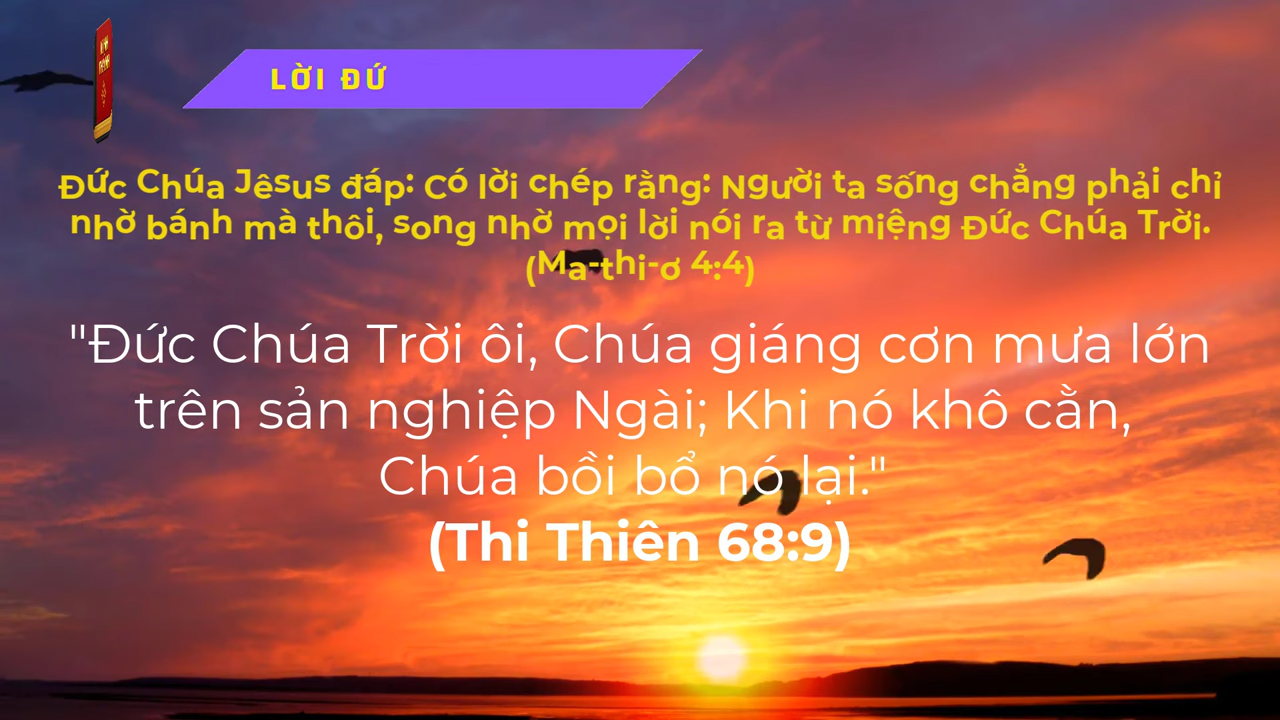 KINH
THÁNH
LỜI ĐỨ
Đức Chúa Jêsus đáp: Có lời chép rằng: Người ta sống chẳng phải chỉ
nhờ bánh mà thôi, song nhờ mọi lời nói ra từ miệng Đức Chúa Trời.
(Ma-thi-ơ 4:4)
"Đức Chúa Trời ôi, Chúa giáng cơn mưa lớn
trên sản nghiệp Ngài; Khi nó khô cằn,
Chúa bồi bổ nó lại."
(Thi Thiên 68:9)